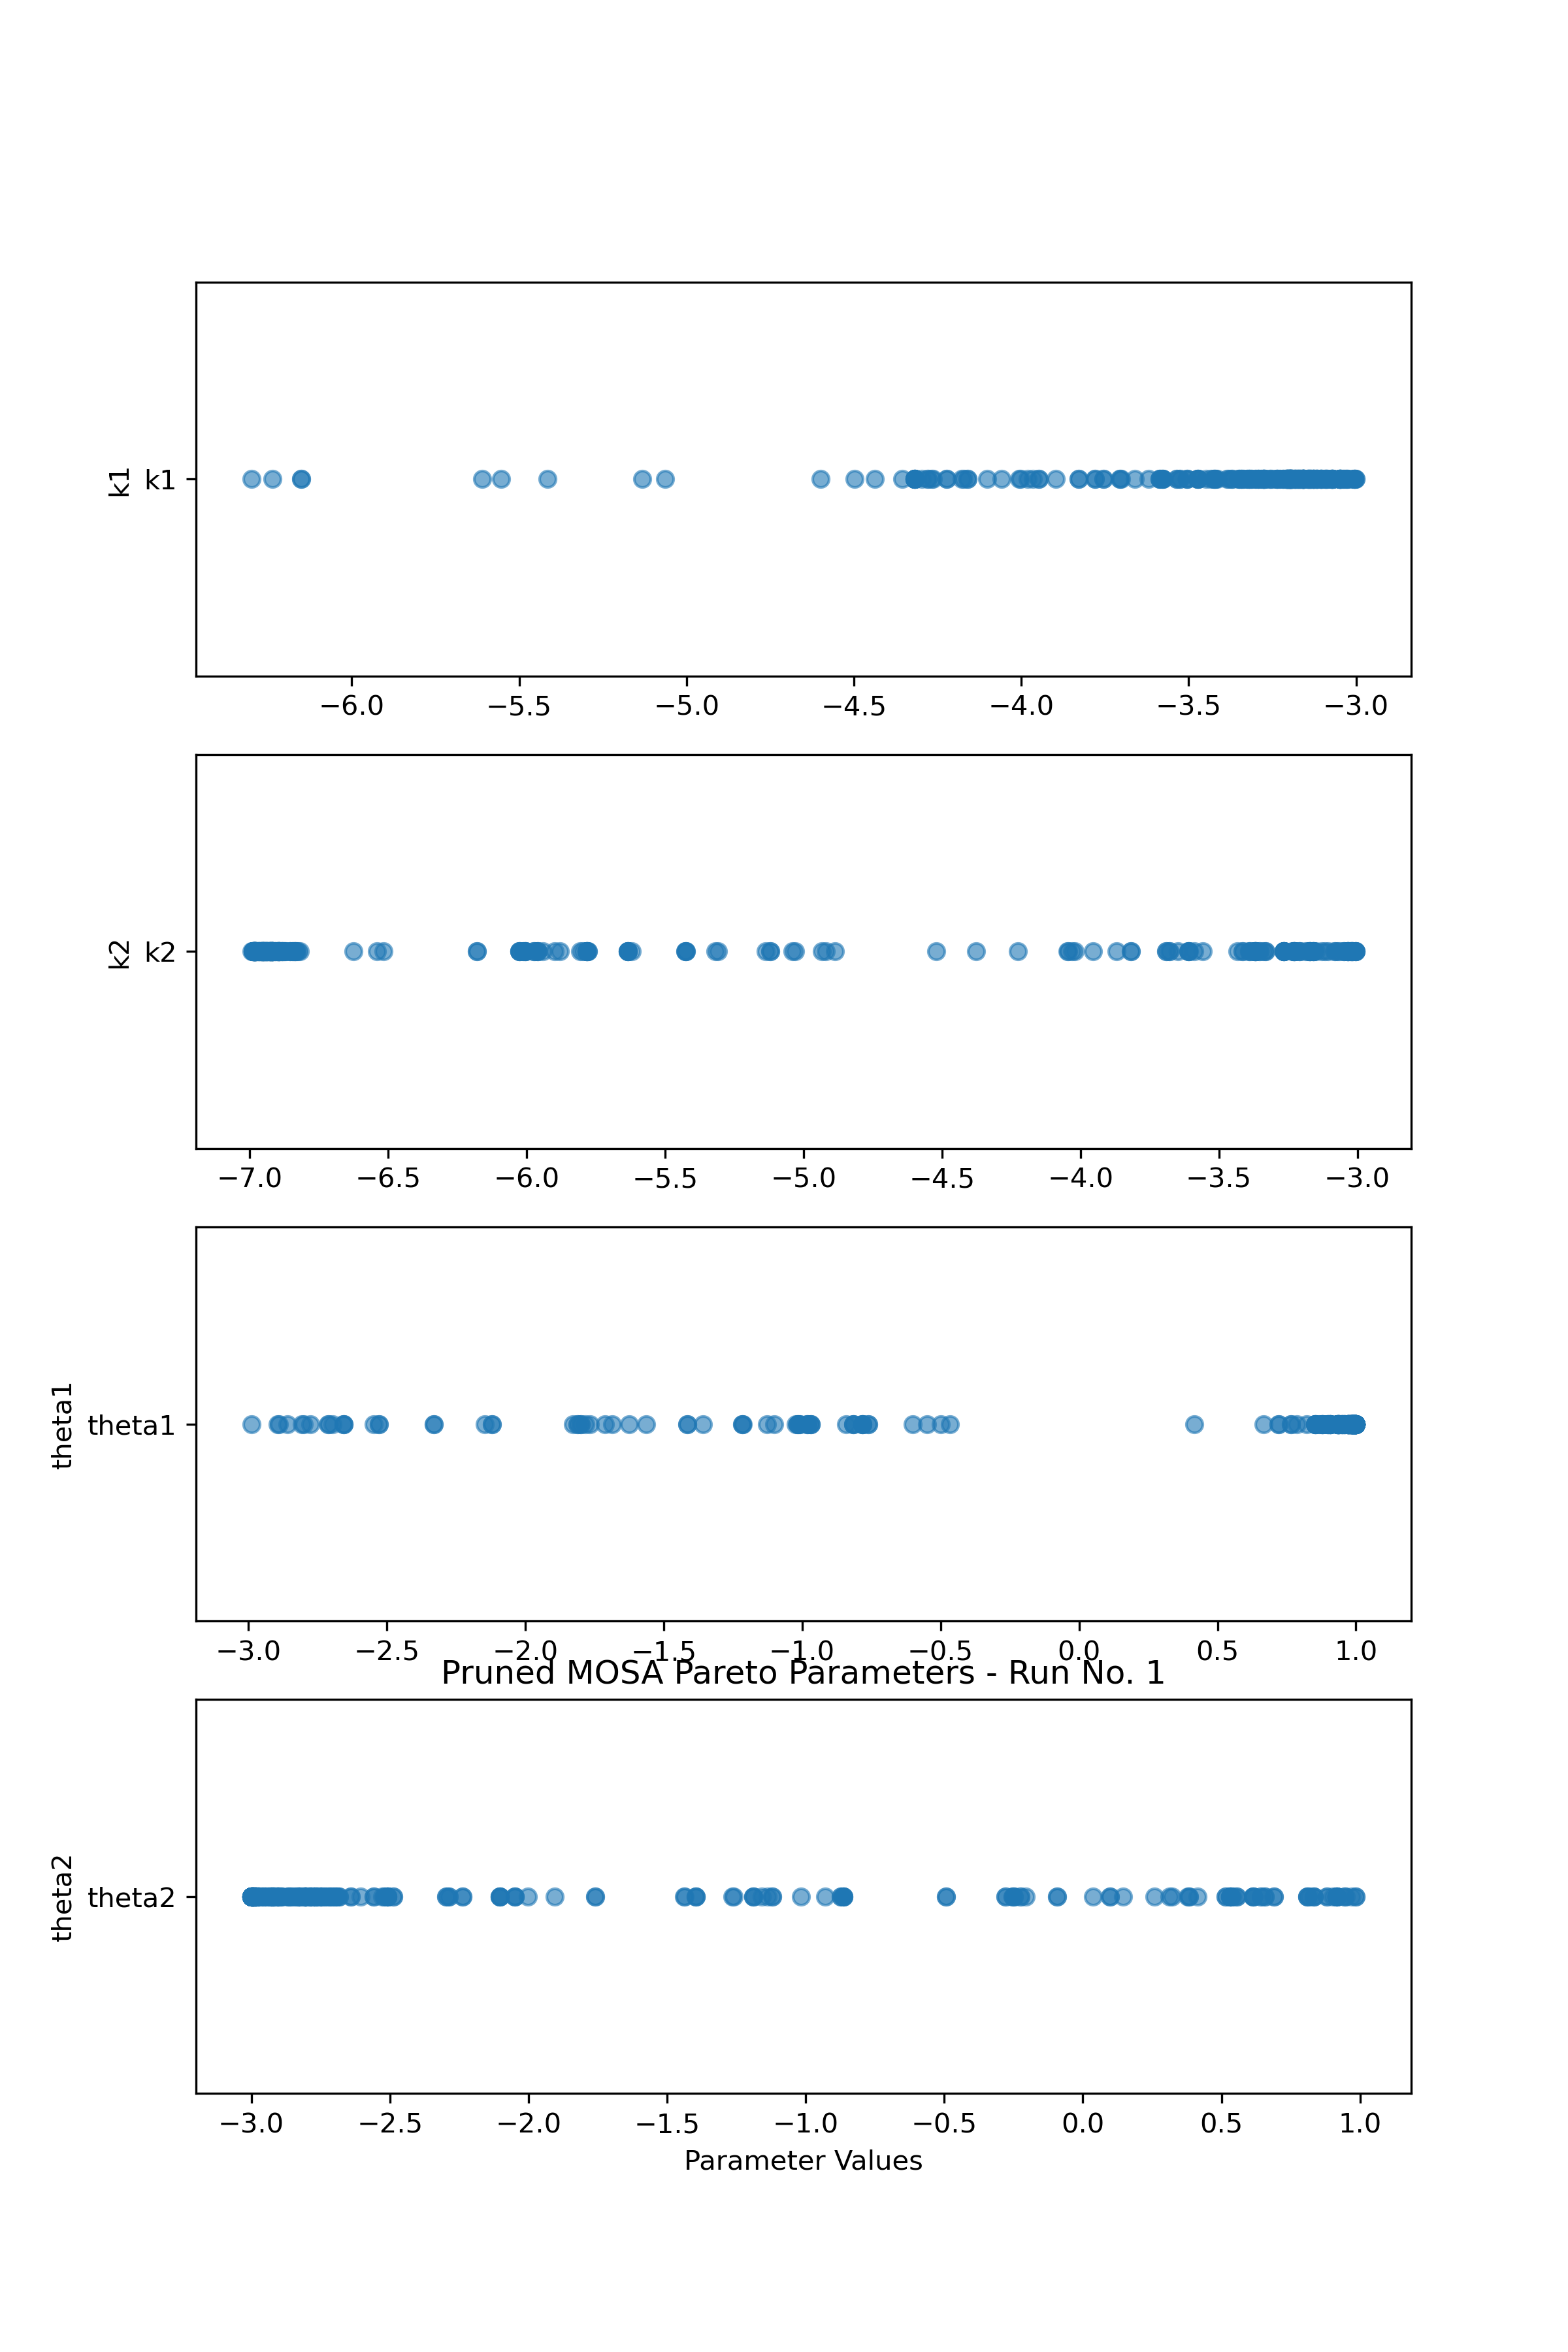 k1 k1
−6.0 −5.5 −5.0 −4.5 −4.0 −3.5 −3.0
k2 k2
−7.0 −6.5 −6.0 −5.5 −5.0 −4.5 −4.0 −3.5 −3.0
theta1 theta1
−3.0 −2.5 −2.0 −1.5 −1.0 −0.5 0.0 0.5 1.0
Pruned MOSA Pareto Parameters - Run No. 1
theta2 theta2
−3.0 −2.5 −2.0 −1.5 −1.0 −0.5 0.0 0.5 1.0
Parameter Values